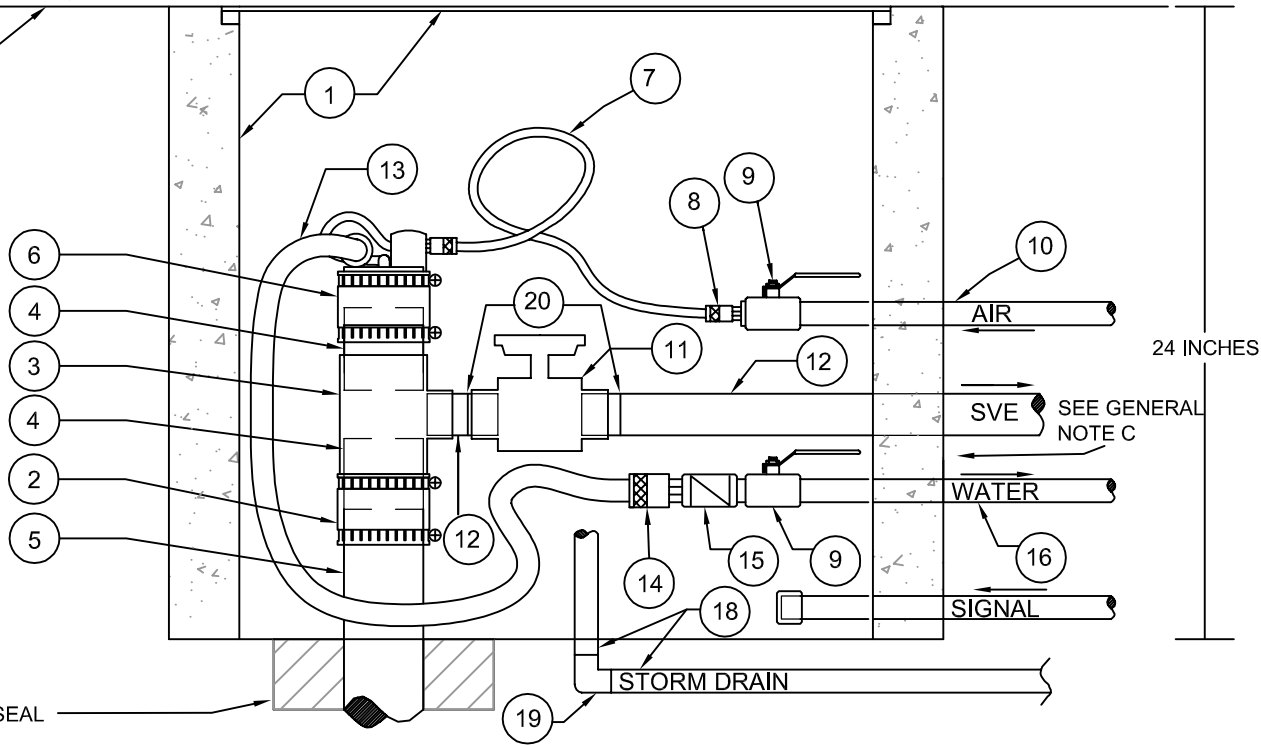 1
7
13
9
8
6
10
AIR
20
4
11
24 INCHES
12
3
SVE
SEE GENERAL
NOTE C
4
2
WATER
12
5
14
15
9
16
18
SIGNAL
STORM DRAIN
SEAL
19